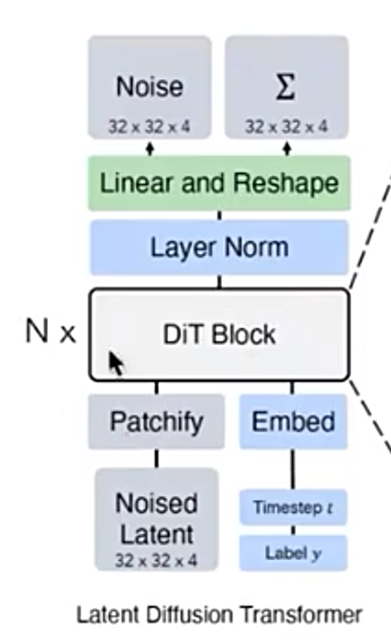 Noise
32 x 32 x 4
Σ
32 x 32 x 4
Linear and Reshape
Layer Norm
N x
DiT Block
Patchify
Embed
Noised
Latent
32 x 32 x 4
Timestep t
Label y
Latent Diffusion Transformer